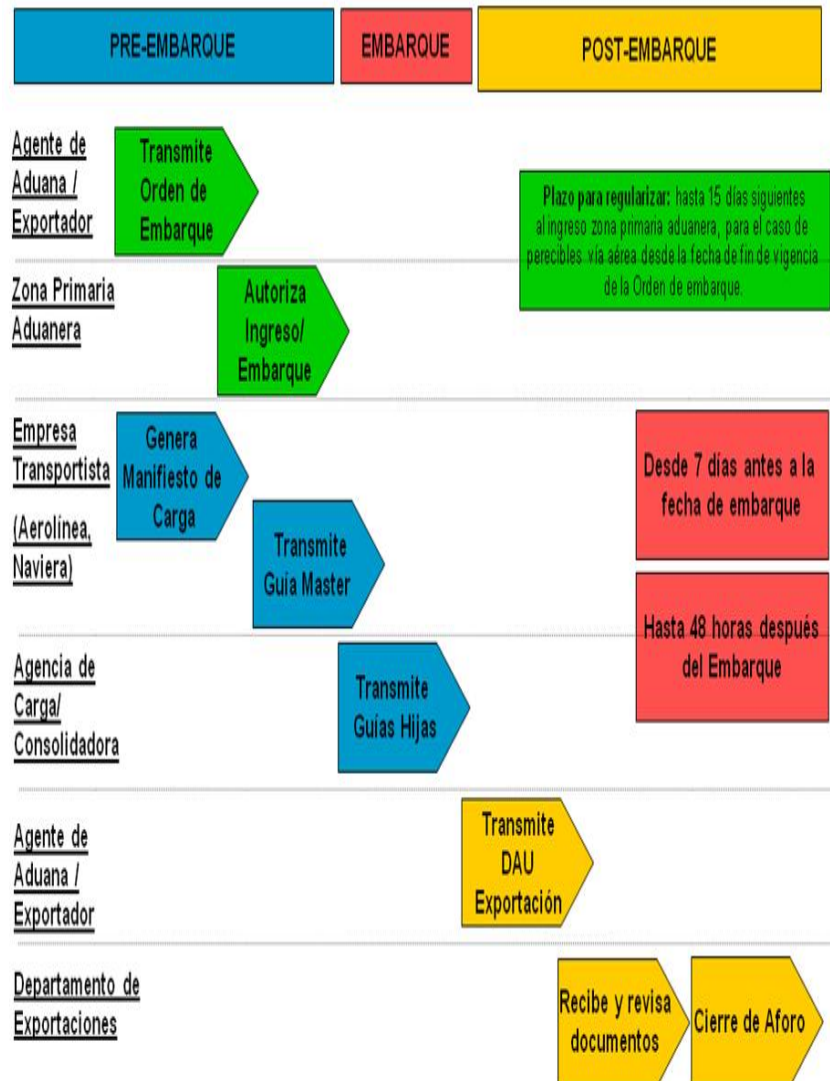 PRE-EMBARQUE
EMBARQUE
POST-EMBARQUE
Agente de
Aduana /
Exportador
Transmite
Orden de
Embarque
Plazo para regularizar: hasta 15 días siguientes
al ingreso zona primaria aduanera, para el caso de
perecibles vía aérea desde la fecha de fin de vigencia
de la Orden de embarque.
Zona Primaria
Aduanera
Autoriza
Ingreso/
Embarque
Empresa
Transportista
(Aerolínea,
Naviera)
Genera
Manifiesto de
Carga
Transmite
Guía Master
Desde 7 días antes a la
fecha de embarque
Hasta 48 horas después
del Embarque
Agencia de
Carga/
Consolidadora
Transmite
Guías Hijas
Agente de
Aduana /
Exportador
Transmite
DAU
Exportación
Departamento de
Exportaciones
Recibe y revisa
documentos
Cierre de Aforo